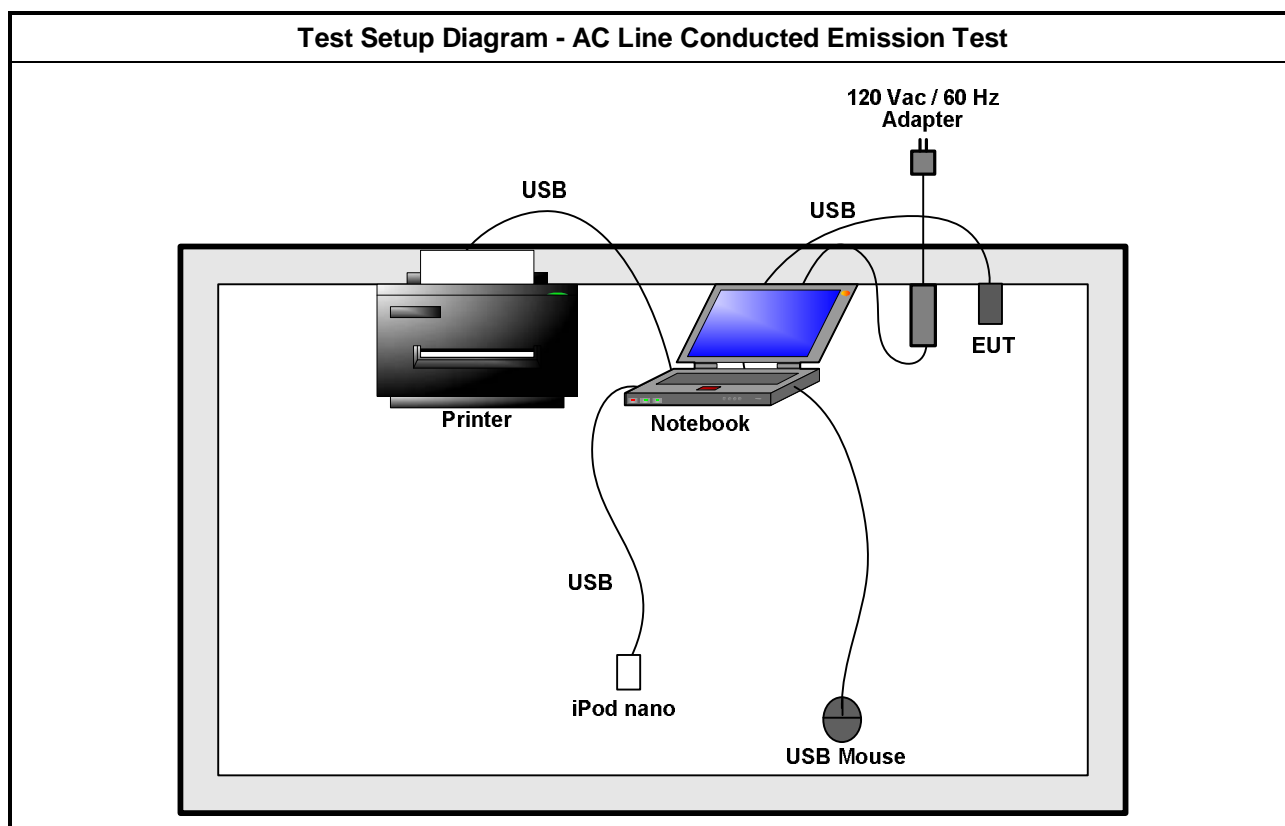 Test Setup Diagram - AC Line Conducted Emission Test
120 Vac / 60 Hz
Adapter
USB
USB
EUT
Printer
Notebook
USB
iPod nano
USB Mouse